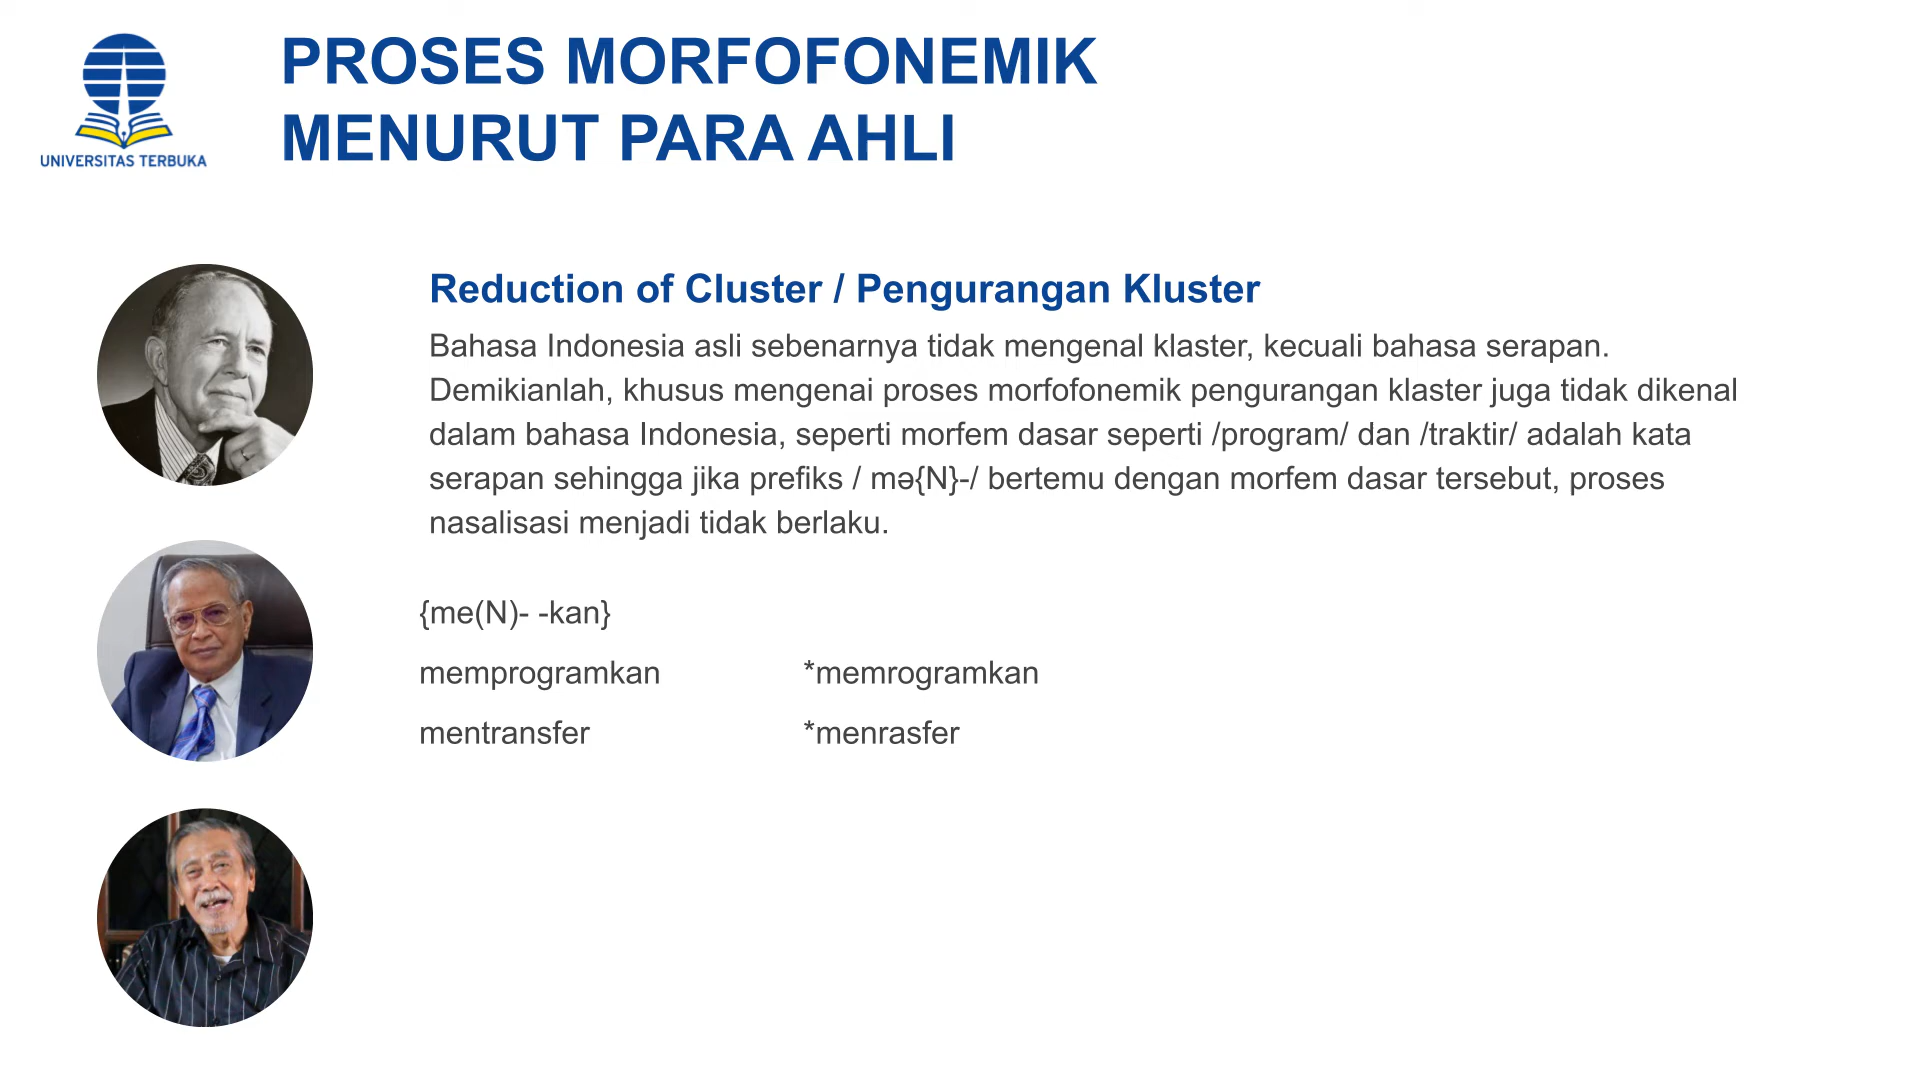 UNIVERSITAS TERBUKA
PROSES MORFOFONEMIK
MENURUT PARA AHLI
Reduction of Cluster / Pengurangan Kluster
Bahasa Indonesia asli sebenarnya tidak mengenal klaster, kecuali bahasa serapan.
Demikianlah, khusus mengenai proses morfofonemik pengurangan klaster juga tidak dikenal
dalam bahasa Indonesia, seperti morfem dasar seperti /program/ dan /traktir/ adalah kata
serapan sehingga jika prefiks / mə{N}-/ bertemu dengan morfem dasar tersebut, proses
nasalisasi menjadi tidak berlaku.
{me(N)- -kan}
memprogramkan *memrogramkan
mentransfer *menrasfer